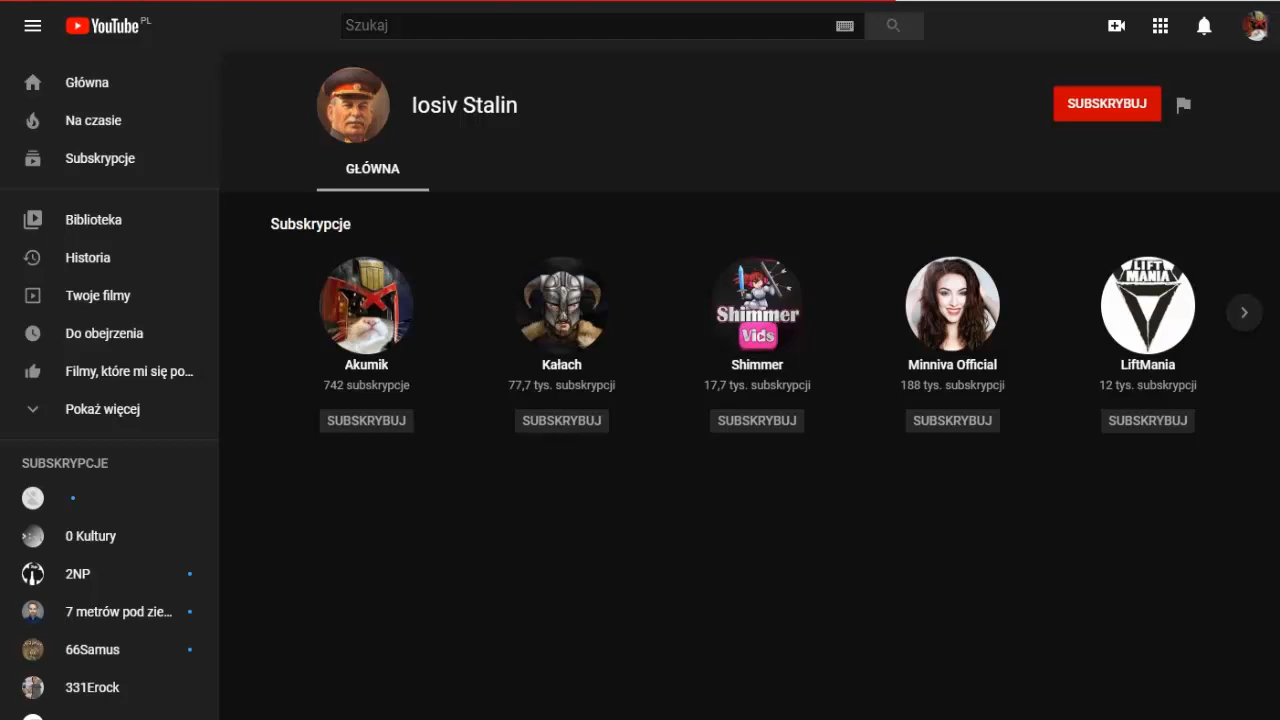 YouTube PL
Szukaj
Główna
Na czasie
Subskrypcje
Biblioteka
Historia
Twoje filmy
Do obejrzenia
Filmy, które mi się po...
Pokaż więcej
SUBSKRYPCJE
0 Kultury
2NP
7 metrów pod zie...
66Samus
331Erock
Iosiv Stalin
SUBSKRYBUJ
GŁÓWNA
Subskrypcje
Akumik
742 subskrypcje
SUBSKRYBUJ
Kałach
77,7 tys. subskrypcji
SUBSKRYBUJ
Shimmer
Vids
Shimmer
17,7 tys. subskrypcji
SUBSKRYBUJ
Minniva Official
188 tys. subskrypcji
SUBSKRYBUJ
LIFT
MANIA
LiftMania
12 tys. subskrypcji
SUBSKRYBUJ